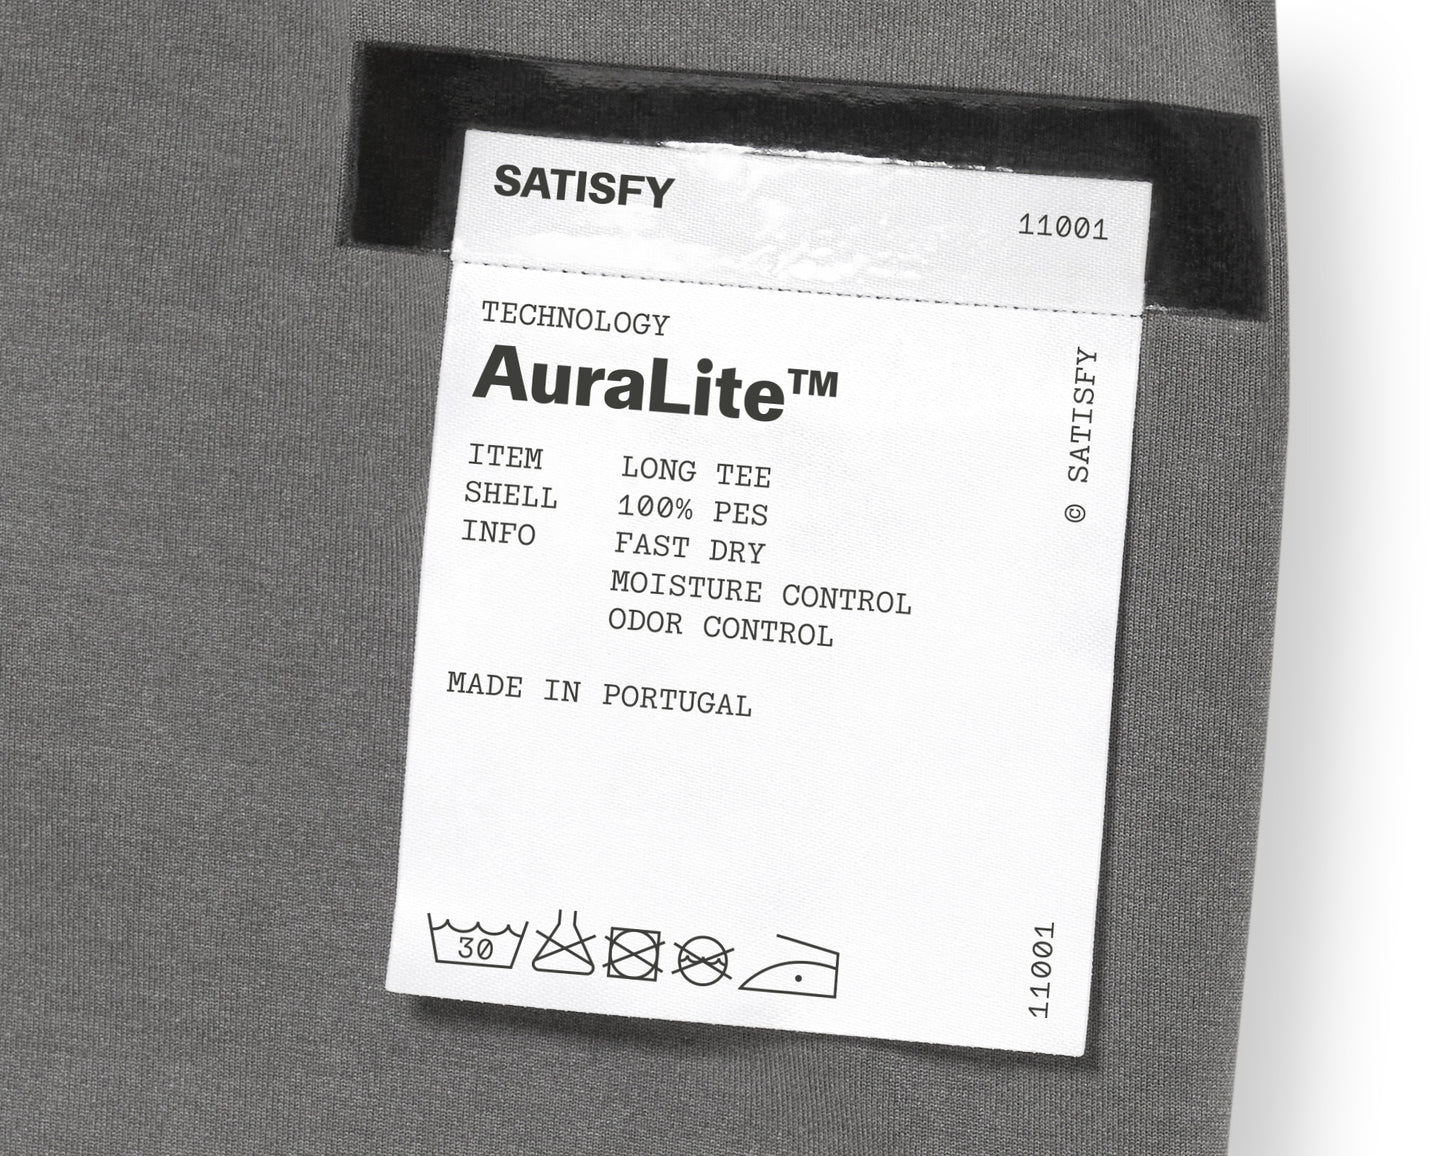 SATISFY
11001
TECHNOLOGY
AuraLite™
ITEM LONG TEE
SHELL 100% PES
INFO FAST DRY
MOISTURE CONTROL
ODOR CONTROL
MADE IN PORTUGAL
30
© SATISFY
11001